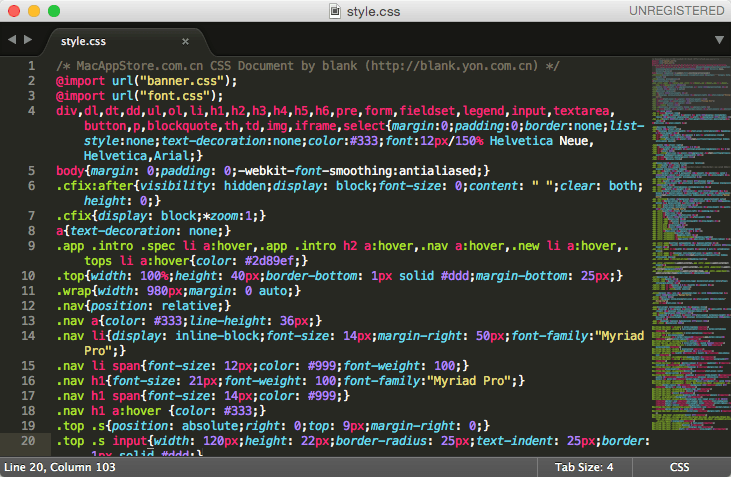 style.css
UNREGISTERED
style.css
1 /* MacAppStore.com.cn CSS Document by blank (http://blank.yon.com.cn) */
2 @import url("banner.css");
3 @import url("font.css");
4 div,dl,dt,dd,ul,ol,li,h1,h2,h3,h4,h5,h6,pre,form,fieldset,legend,input,textarea,
button,p,blockquote,th,td,img,iframe,select{margin:0;padding:0;border:none;list-
style:none;text-decoration:none;color:#333;font:12px/150% Helvetica Neue,
Helvetica,Arial;}
5 body{margin: 0;padding: 0;-webkit-font-smoothing:antialiased;}
6 .cfix:after{visibility: hidden;display: block;font-size: 0;content: " ";clear: both;
height: 0;}
7 .cfix{display: block;*zoom:1;}
8 a{text-decoration: none;}
9 .app .intro .spec li a:hover,.app .intro h2 a:hover,.nav a:hover,.new li a:hover,.
tops li a:hover{color: #2d89ef;}
10 .top{width: 100%;height: 40px;border-bottom: 1px solid #ddd;margin-bottom: 25px;}
11 .wrap{width: 980px;margin: 0 auto;}
12 .nav{position: relative;}
13 .nav a{color: #333;line-height: 36px;}
14 .nav li{display: inline-block;font-size: 14px;margin-right: 50px;font-family:"Myriad
Pro";}
15 .nav li span{font-size: 12px;color: #999;font-weight: 100;}
16 .nav h1{font-size: 21px;font-weight: 100;font-family:"Myriad Pro";}
17 .nav h1 span{font-size: 14px;color: #999;}
18 .nav h1 a:hover {color: #333;}
19 .top .s{position: absolute;right: 0;top: 9px;margin-right: 0;}
20 .top .s input{width: 120px;height: 22px;border-radius: 25px;text-indent: 25px;border:
1px solid #ddd;}
Line 20, Column 103
Tab Size: 4
CSS